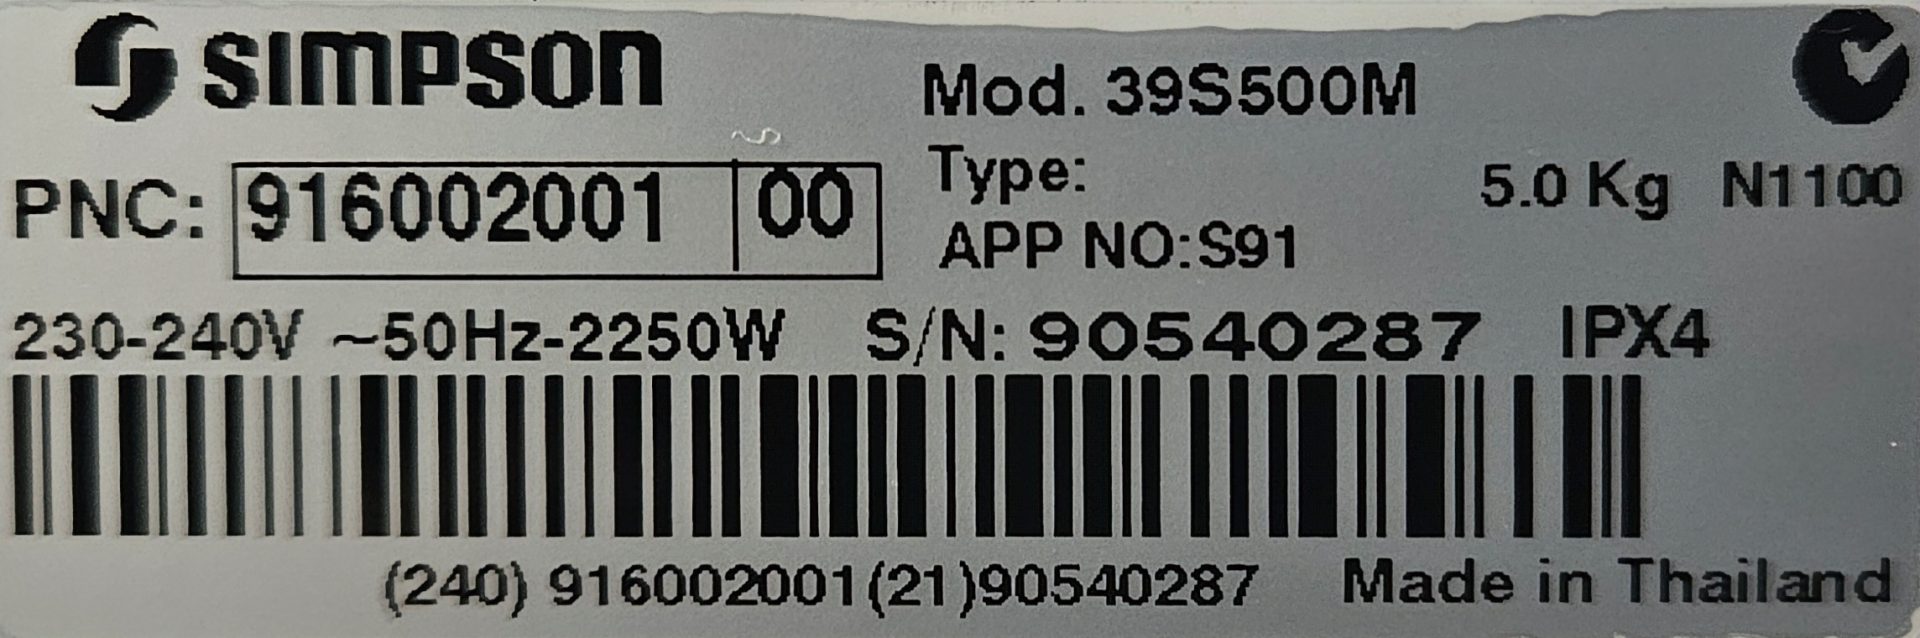 SIMPSON
Mod. 39S500M
PNC: 916002001 00
Type:
5.0 Kg N1100
APP NO:S91
230-240V ~50Hz-2250W S/N: 90540287 IPX4
(240) 916002001(21)90540287 Made in Thailand